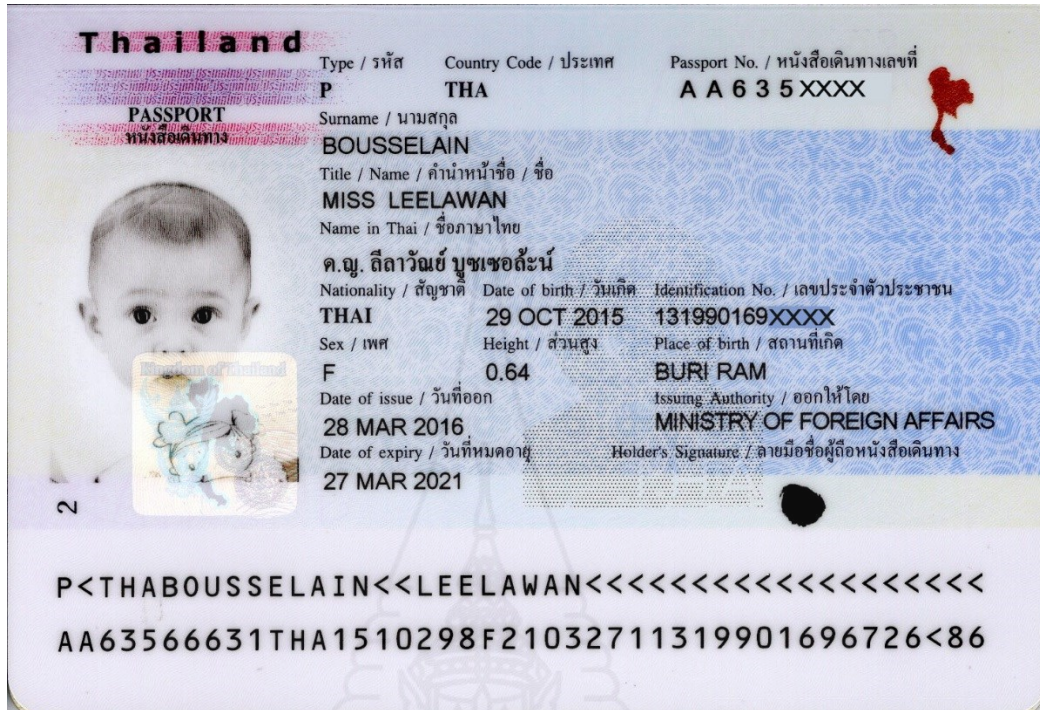 Thailand
Type / รหัส Country Code / ประเทศ Passport No. / หนังสือเดินทางเลขที่
P THA AA635XXXX
PASSPORT
หนังสือเดินทาง
Surname / นามสกุล
BOUSSELAIN
Title / Name / คำนำหน้าชื่อ / ชื่อ
MISS LEELAWAN
Name in Thai / ชื่อภาษาไทย
ด.ญ. ลีลาวัณย์ บูซเซอล้ะน์
Nationality / สัญชาติ Date of birth / วันเกิด Identification No. / เลขประจำตัวประชาชน
THAI 29 OCT 2015 131990169XXXX
Sex / เพศ Height / ส่วนสูง Place of birth / สถานที่เกิด
F 0.64 BURI RAM
Kingdom of Thailand
Date of issue / วันที่ออก Issuing Authority / ออกให้โดย
28 MAR 2016 MINISTRY OF FOREIGN AFFAIRS
Date of expiry / วันที่หมดอายุ Holder's Signature / ลายมือชื่อผู้ถือหนังสือเดินทาง
27 MAR 2021
2
P<THABOUSSELAIN<<LEELAWAN<<<<<<<<<<<<<<<<<<<
AA63566631THA1510298F21032711319901696726<86